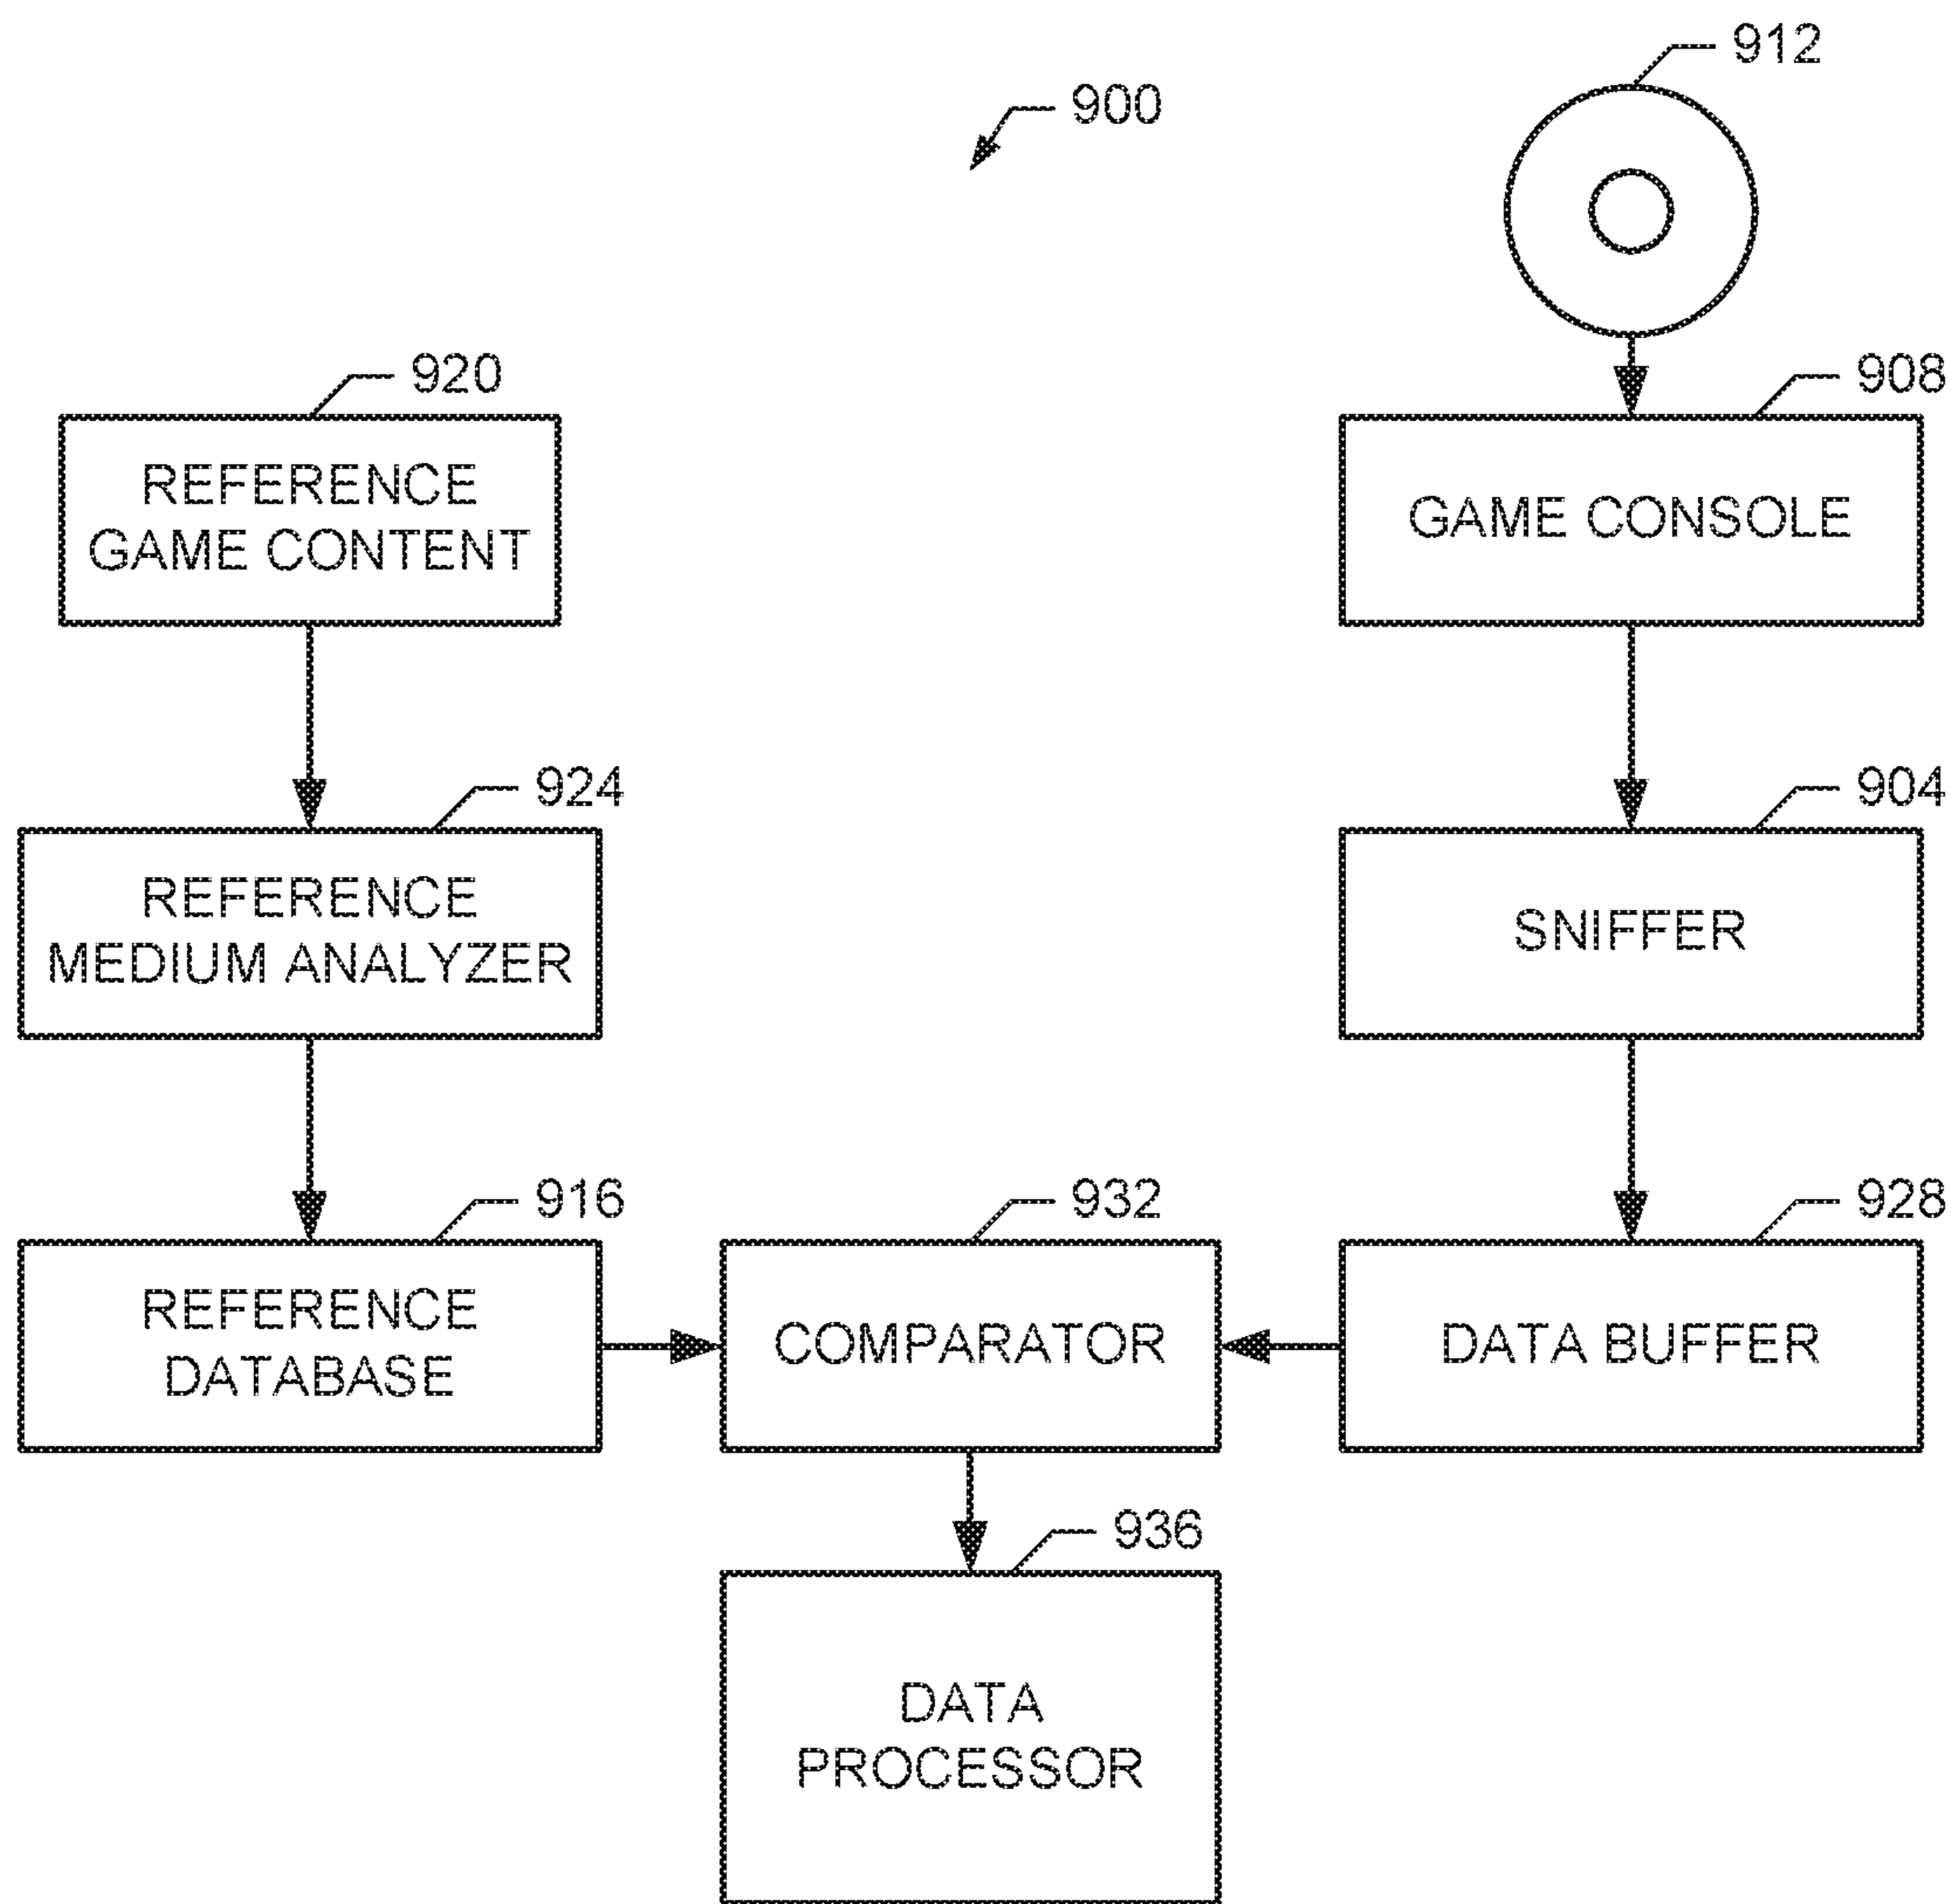 912
900
920
908
REFERENCE
GAME CONTENT
GAME CONSOLE
924
904
REFERENCE
MEDIUM ANALYZER
SNIFFER
916
932
928
REFERENCE
DATABASE
COMPARATOR
DATA BUFFER
936
DATA
PROCESSOR